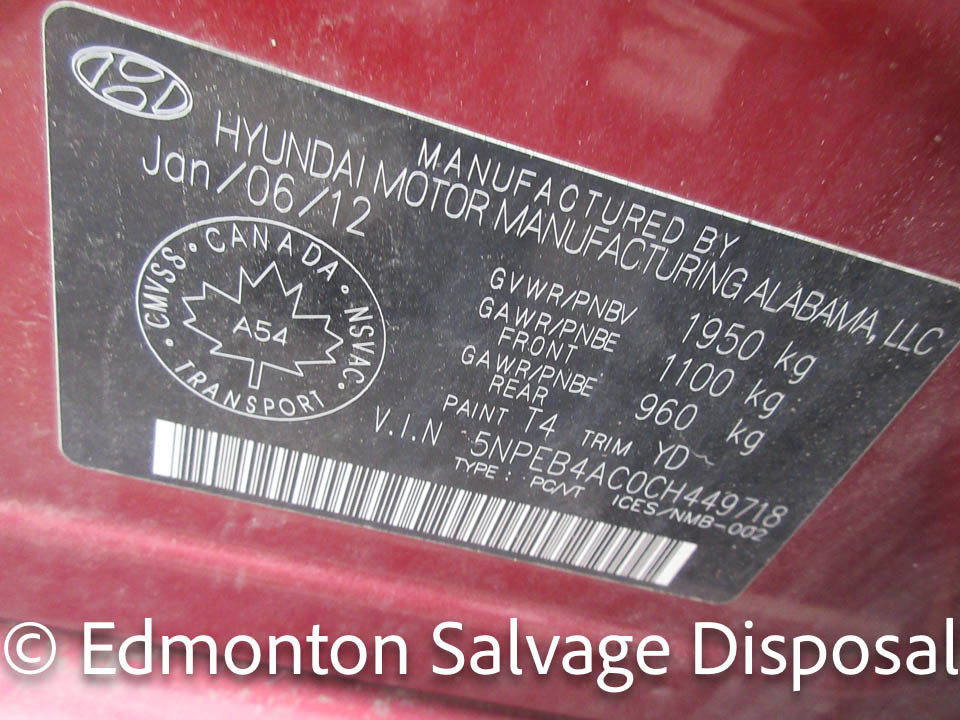 MANUFACTURED BY
HYUNDAI MOTOR MANUFACTURING ALABAMA, LLC
Jan/06/12
GVWR/PNBV 1950 kg
GAWR/PNBE FRONT 1100 kg
GAWR/PNBE REAR 960 kg
PAINT T4 TRIM YD~
V.I.N 5NPEB4AC0CH449718
TYPE : PC/VT ICES/NMB-002
CMVSS • CANADA • NSVAC • TRANSPORT •
A54
© Edmonton Salvage Disposal